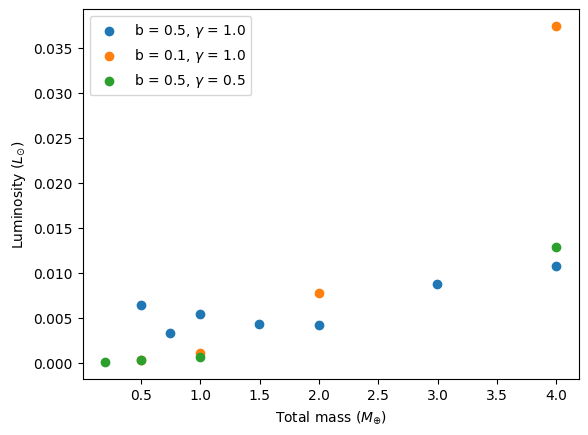 b = 0.5, γ = 1.0
b = 0.1, γ = 1.0
b = 0.5, γ = 0.5
Luminosity (L⊙)
0.035
0.030
0.025
0.020
0.015
0.010
0.005
0.000
0.5 1.0 1.5 2.0 2.5 3.0 3.5 4.0
Total mass (M⊕)